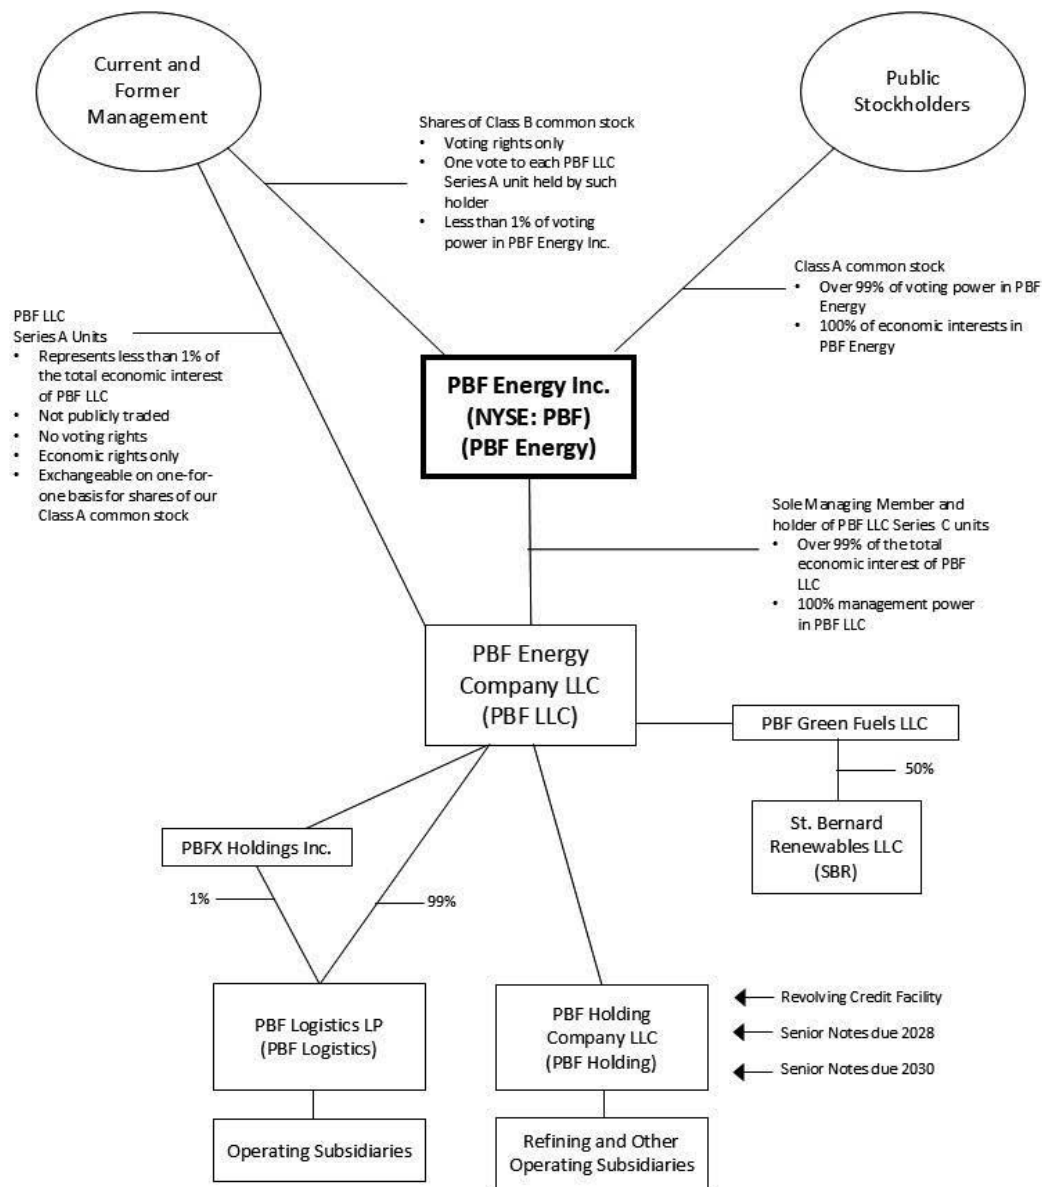 Current and
Former
Management
Public
Stockholders
Shares of Class B common stock
• Voting rights only
• One vote to each PBF LLC
Series A unit held by such
holder
• Less than 1% of voting
power in PBF Energy Inc.
Class A common stock
• Over 99% of voting power in PBF
Energy
• 100% of economic interests in
PBF Energy
PBF LLC
Series A Units
• Represents less than 1% of
the total economic interest
of PBF LLC
• Not publicly traded
• No voting rights
• Economic rights only
• Exchangeable on one-for-
one basis for shares of our
Class A common stock
PBF Energy Inc.
(NYSE: PBF)
(PBF Energy)
Sole Managing Member and
holder of PBF LLC Series C units
• Over 99% of the total
economic interest of PBF
LLC
• 100% management power
in PBF LLC
PBF Energy
Company LLC
(PBF LLC)
PBF Green Fuels LLC
50%
St. Bernard
Renewables LLC
(SBR)
PBFX Holdings Inc.
1%
99%
PBF Logistics LP
(PBF Logistics)
PBF Holding
Company LLC
(PBF Holding)
Revolving Credit Facility
Senior Notes due 2028
Senior Notes due 2030
Operating Subsidiaries
Refining and Other
Operating Subsidiaries